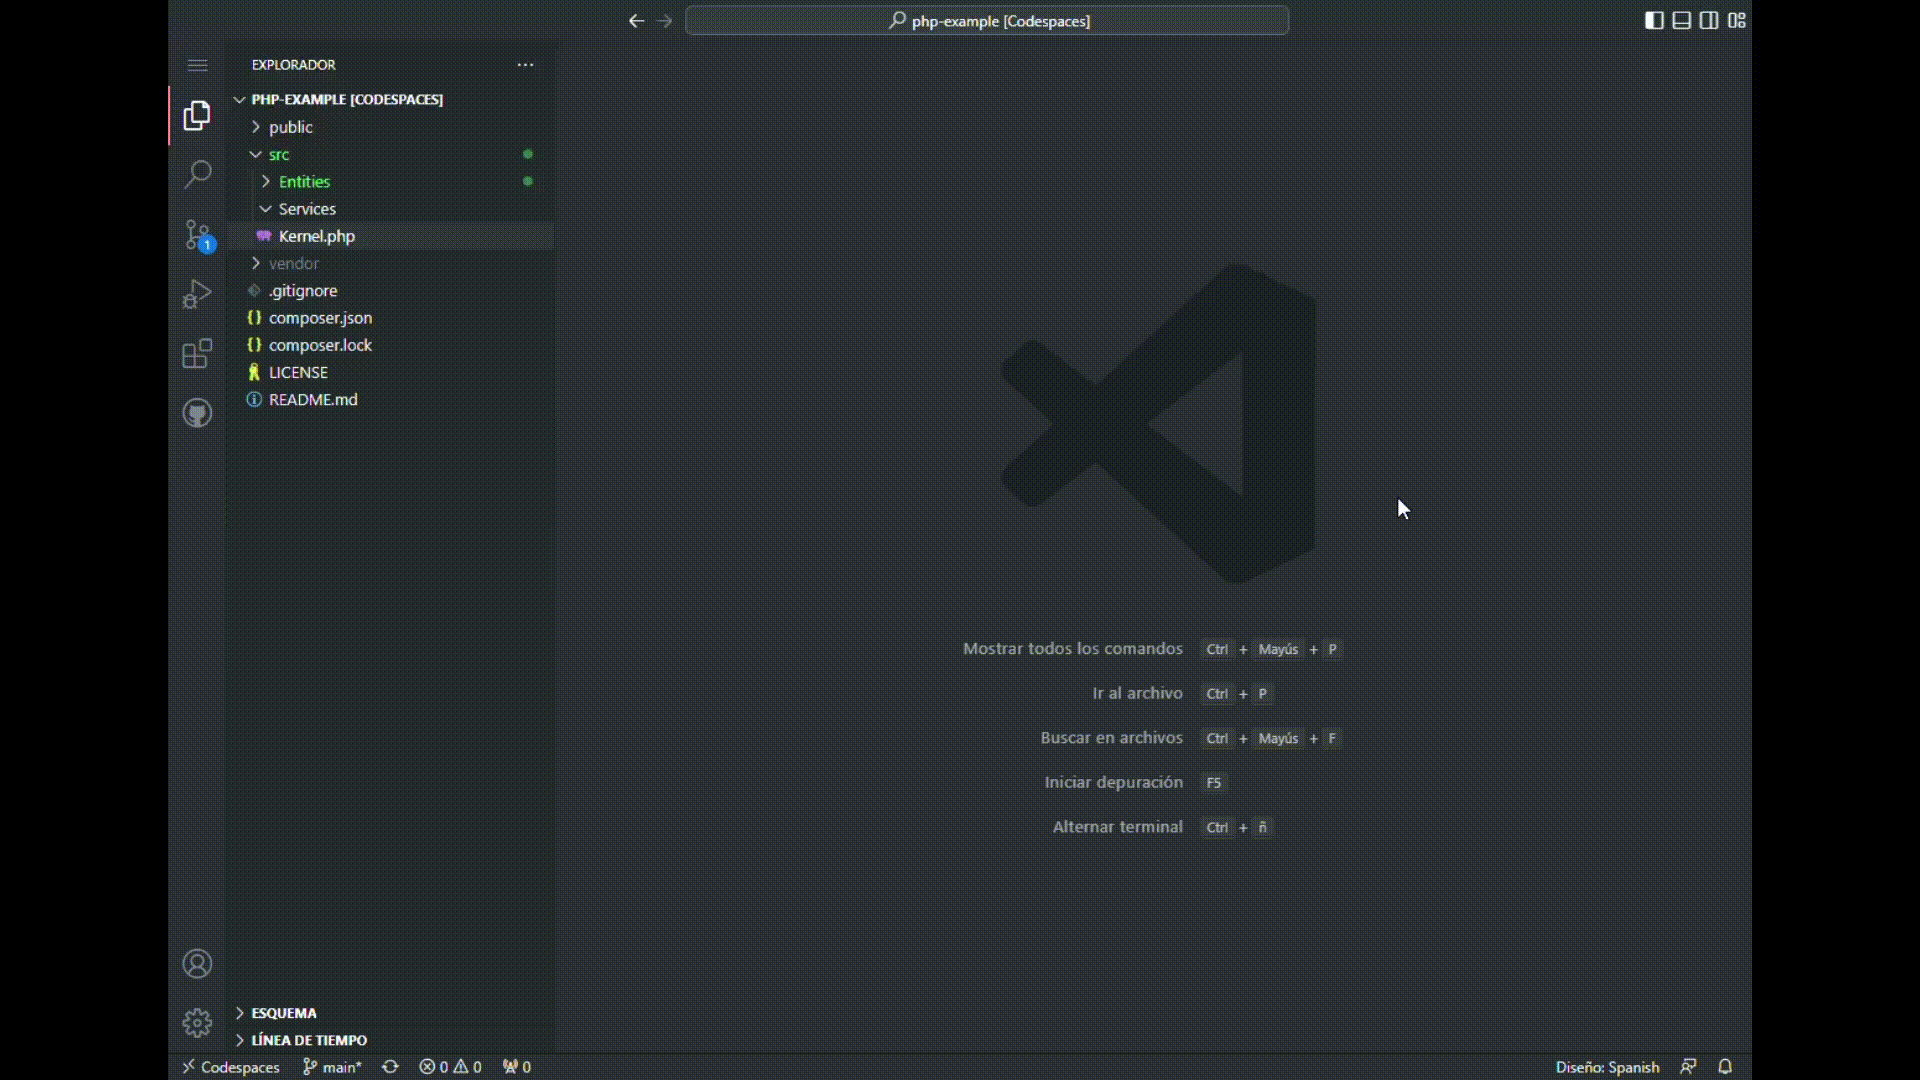 php-example [Codespaces]
EXPLORADOR
PHP-EXAMPLE [CODESPACES]
public
src
Entities
Services
Kernel.php
vendor
.gitignore
composer.json
composer.lock
LICENSE
README.md
1
Mostrar todos los comandos Ctrl + Mayús + P
Ir al archivo Ctrl + P
Buscar en archivos Ctrl + Mayús + F
Iniciar depuración F5
Alternar terminal Ctrl + ñ
ESQUEMA
LÍNEA DE TIEMPO
Codespaces main* 0 0 0 Diseño: Spanish